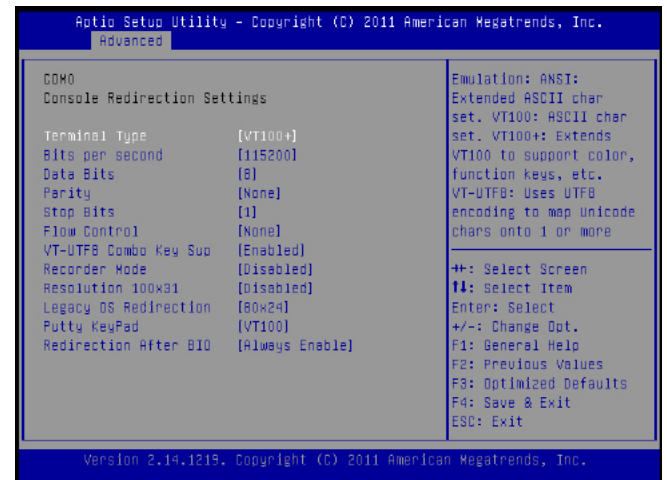 Aptio Setup Utility – Copyright (C) 2011 American Megatrends, Inc.
Advanced
COM0
Console Redirection Settings
Terminal Type [VT100+]
Bits per second [115200]
Data Bits [8]
Parity [None]
Stop Bits [1]
Flow Control [None]
VT-UTF8 Combo Key Sup [Enabled]
Recorder Mode [Disabled]
Resolution 100x31 [Disabled]
Legacy OS Redirection [80x24]
Putty KeyPad [VT100]
Redirection After BIO [Always Enable]
Emulation: ANSI:
Extended ASCII char
set. VT100: ASCII char
set. VT100+: Extends
VT100 to support color,
function keys, etc.
VT-UTF8: Uses UTF8
encoding to map Unicode
chars onto 1 or more
→←: Select Screen
↑↓: Select Item
Enter: Select
+/-: Change Opt.
F1: General Help
F2: Previous Values
F3: Optimized Defaults
F4: Save & Exit
ESC: Exit
Version 2.14.1219. Copyright (C) 2011 American Megatrends, Inc.